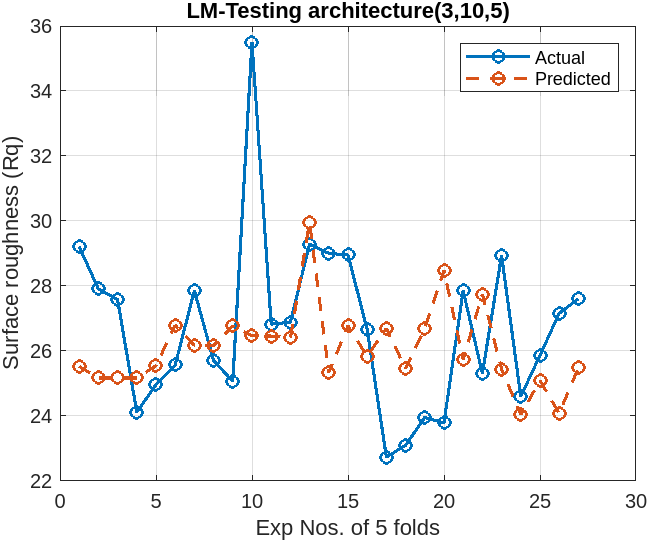 LM-Testing architecture(3,10,5)
36
34
32
30
28
26
24
22
Surface roughness (Rq)
Actual
Predicted
0 5 10 15 20 25 30
Exp Nos. of 5 folds